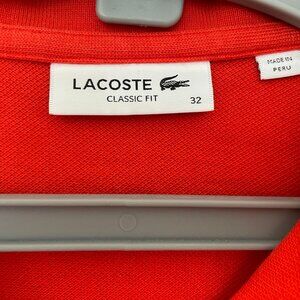 LACOSTE
CLASSIC FIT
32
MADE IN
PERU